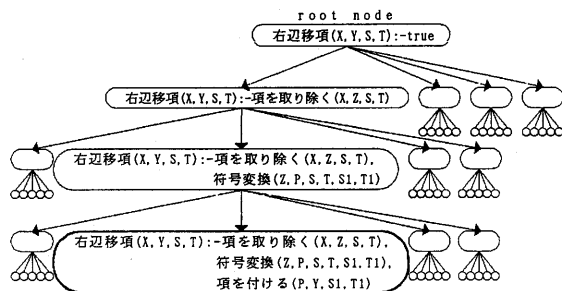 root node
右辺移項(X,Y,S,T):-true
右辺移項(X,Y,S,T):-項を取り除く(X,Z,S,T)
右辺移項(X,Y,S,T):-項を取り除く(X,Z,S,T),
符号変換(Z,P,S,T,S1,T1)
右辺移項(X,Y,S,T):-項を取り除く(X,Z,S,T),
符号変換(Z,P,S,T,S1,T1),
項を付ける(P,Y,S1,T1)